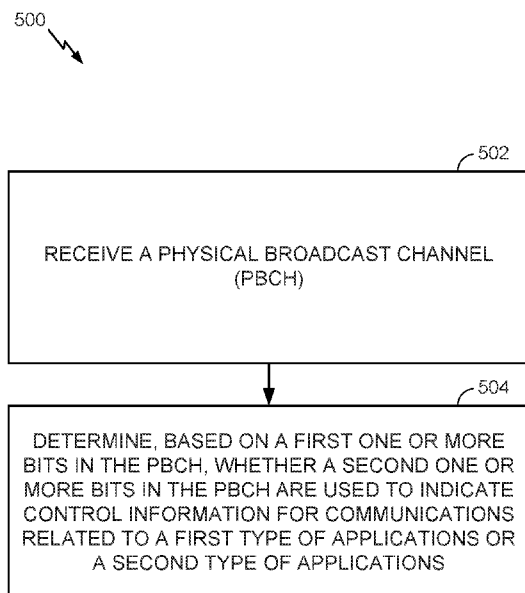 500
502
RECEIVE A PHYSICAL BROADCAST CHANNEL
(PBCH)
504
DETERMINE, BASED ON A FIRST ONE OR MORE
BITS IN THE PBCH, WHETHER A SECOND ONE OR
MORE BITS IN THE PBCH ARE USED TO INDICATE
CONTROL INFORMATION FOR COMMUNICATIONS
RELATED TO A FIRST TYPE OF APPLICATIONS OR
A SECOND TYPE OF APPLICATIONS